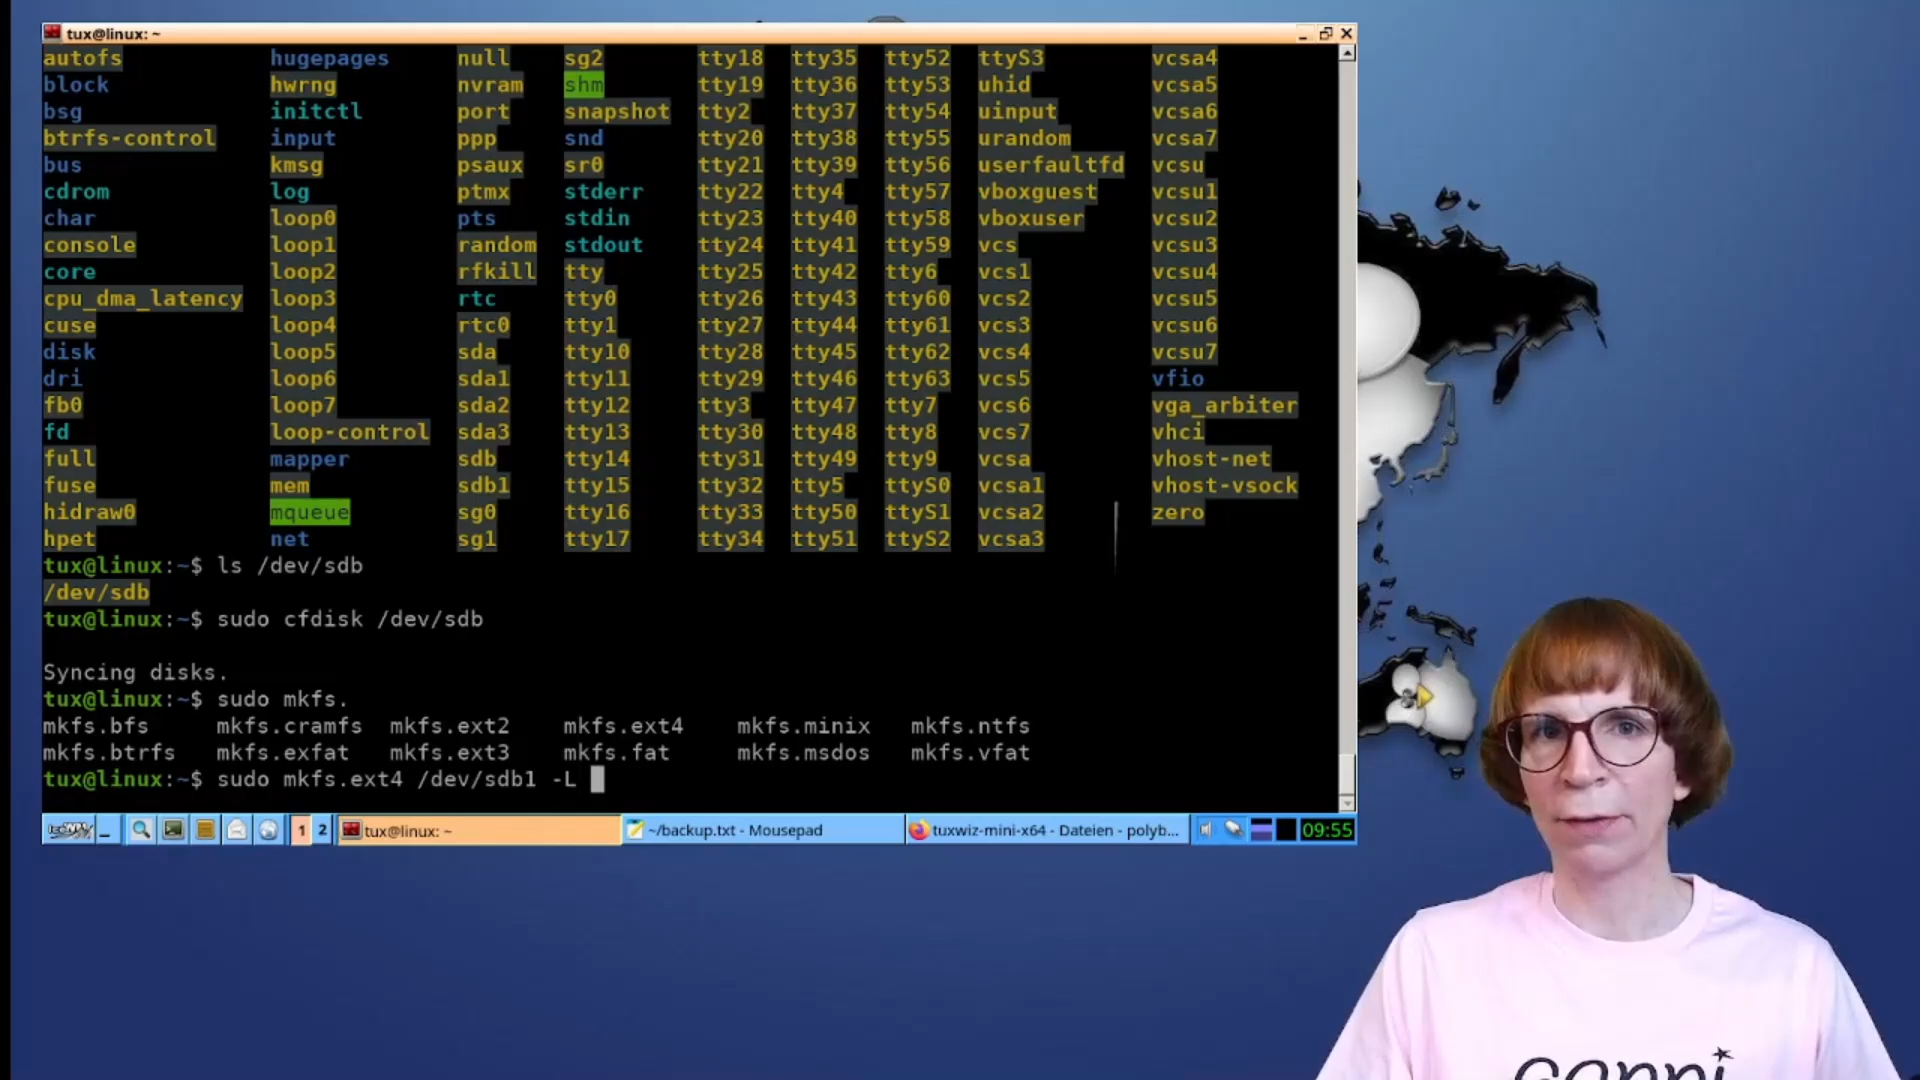 tux@linux: ~
autofs hugepages null sg2 tty18 tty35 tty52 ttyS3 vcsa4
block hwrng nvram shm tty19 tty36 tty53 uhid vcsa5
bsg initctl port snapshot tty2 tty37 tty54 uinput vcsa6
btrfs-control input ppp snd tty20 tty38 tty55 urandom vcsa7
bus kmsg psaux sr0 tty21 tty39 tty56 userfaultfd vcsu
cdrom log ptmx stderr tty22 tty4 tty57 vboxguest vcsu1
char loop0 pts stdin tty23 tty40 tty58 vboxuser vcsu2
console loop1 random stdout tty24 tty41 tty59 vcs vcsu3
core loop2 rfkill tty tty25 tty42 tty6 vcs1 vcsu4
cpu_dma_latency loop3 rtc tty0 tty26 tty43 tty60 vcs2 vcsu5
cuse loop4 rtc0 tty1 tty27 tty44 tty61 vcs3 vcsu6
disk loop5 sda tty10 tty28 tty45 tty62 vcs4 vcsu7
dri loop6 sda1 tty11 tty29 tty46 tty63 vcs5 vfio
fb0 loop7 sda2 tty12 tty3 tty47 tty7 vcs6 vga_arbiter
fd loop-control sda3 tty13 tty30 tty48 tty8 vcs7 vhci
full mapper sdb tty14 tty31 tty49 tty9 vcsa vhost-net
fuse mem sdb1 tty15 tty32 tty5 ttyS0 vcsa1 vhost-vsock
hidraw0 mqueue sg0 tty16 tty33 tty50 ttyS1 vcsa2 zero
hpet net sg1 tty17 tty34 tty51 ttyS2 vcsa3
tux@linux:~$ ls /dev/sdb
/dev/sdb
tux@linux:~$ sudo cfdisk /dev/sdb
Syncing disks.
tux@linux:~$ sudo mkfs.
mkfs.bfs mkfs.cramfs mkfs.ext2 mkfs.ext4 mkfs.minix mkfs.ntfs
mkfs.btrfs mkfs.exfat mkfs.ext3 mkfs.fat mkfs.msdos mkfs.vfat
tux@linux:~$ sudo mkfs.ext4 /dev/sdb1 -L
IceWM 1 2 tux@linux: ~ ~/backup.txt - Mousepad tuxwiz-mini-x64 - Dateien - polyb... 09:55